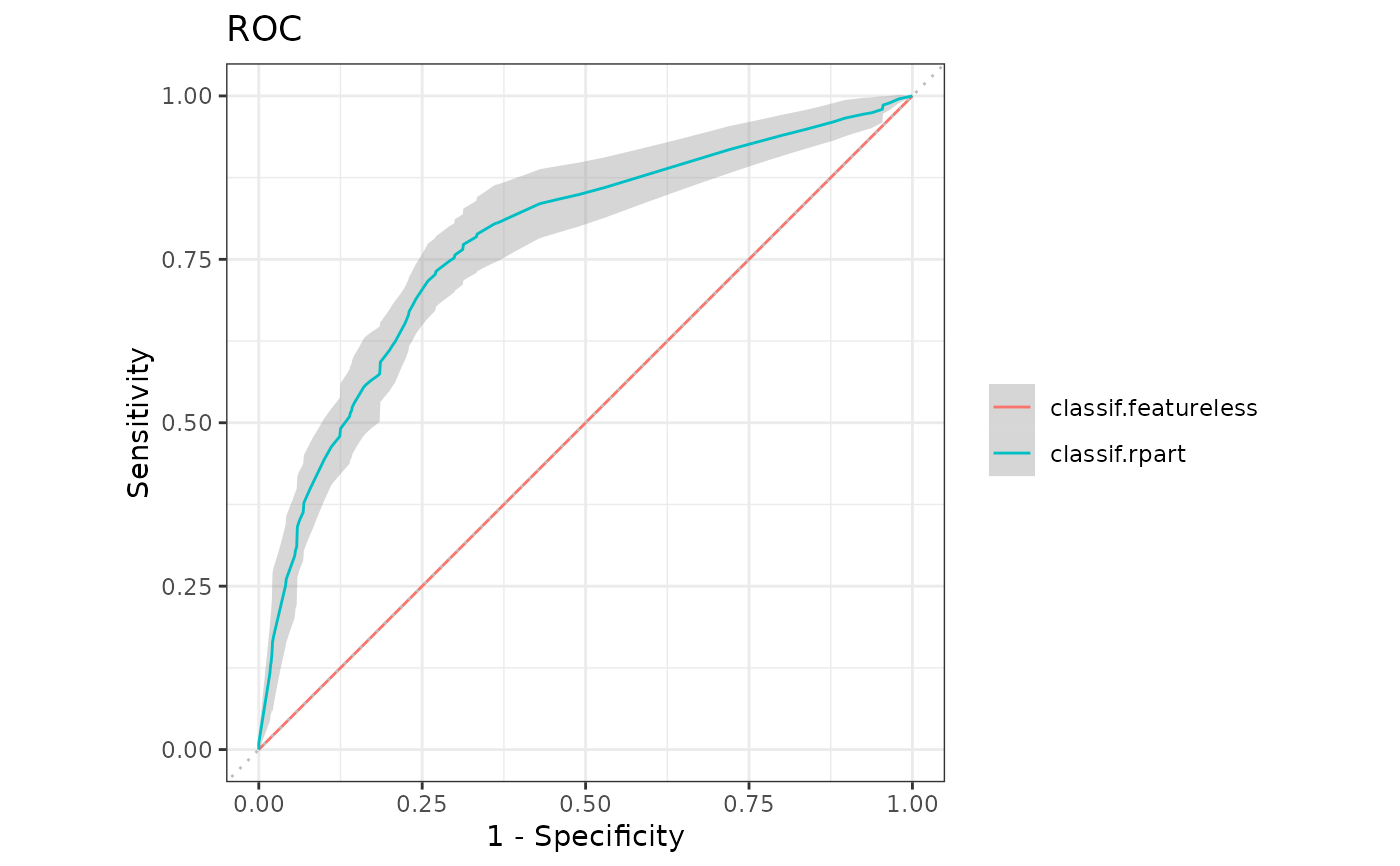 ROC
1.00
0.75
0.50
0.25
0.00
Sensitivity
0.00 0.25 0.50 0.75 1.00
1 - Specificity
classif.featureless
classif.rpart